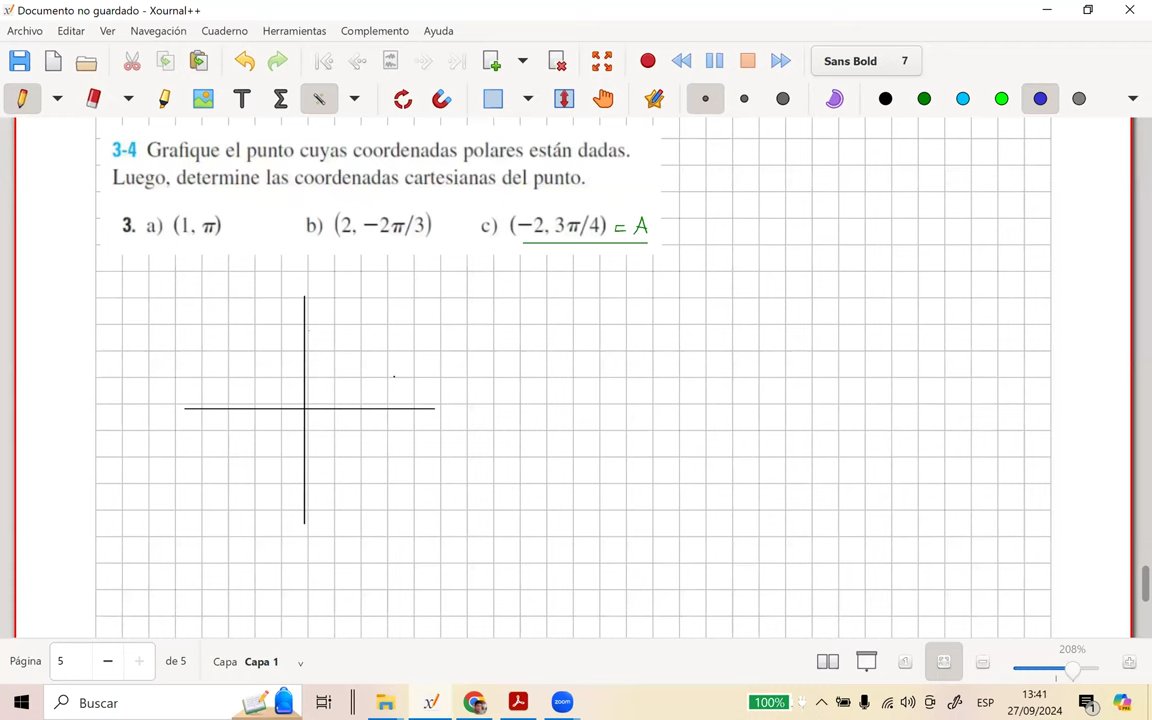 Documento no guardado - Xournal++
Archivo Editar Ver Navegación Cuaderno Herramientas Complemento Ayuda
Sans Bold 7
3-4 Grafique el punto cuyas coordenadas polares están dadas.
Luego, determine las coordenadas cartesianas del punto.
3. a) (1, π) b) (2, −2π/3) c) (−2, 3π/4) = A
208%
Página 5 de 5 Capa Capa 1
Buscar
zoom
100%
ESP
13:41
27/09/2024
1